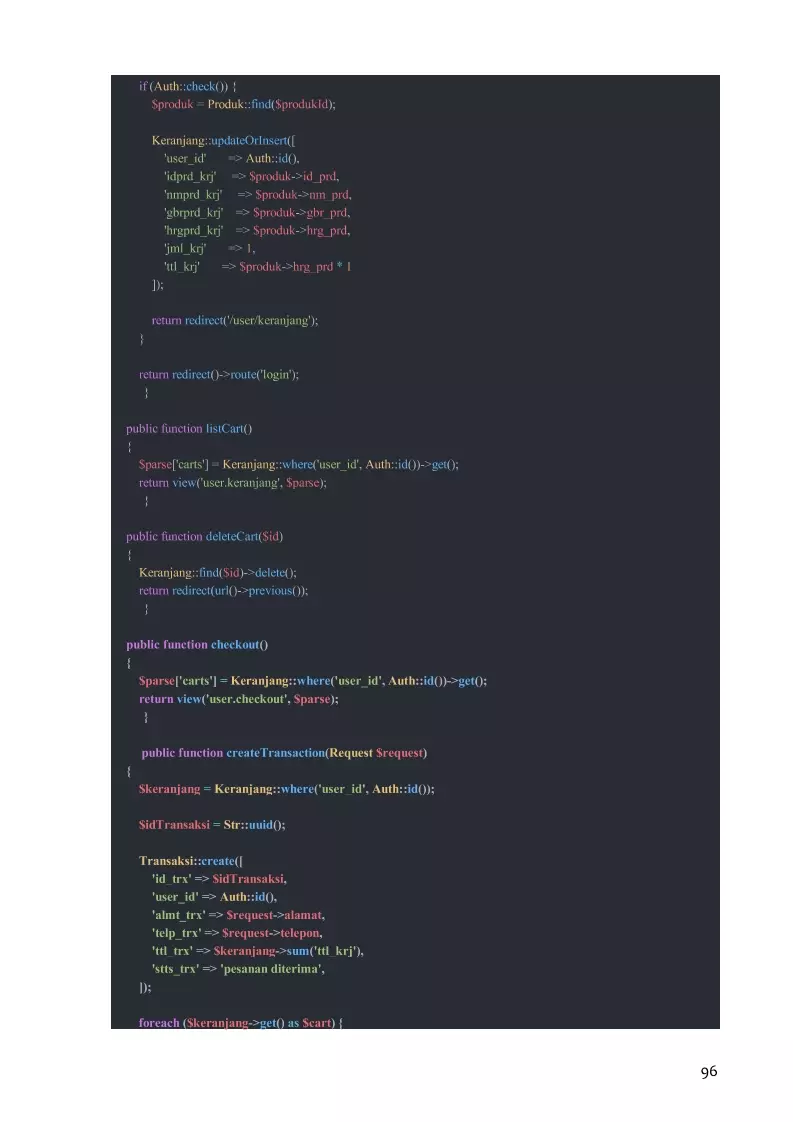 if (Auth::check()) {
$produk = Produk::find($produkId);
Keranjang::updateOrInsert([
'user_id' => Auth::id(),
'idprd_krj' => $produk->id_prd,
'nmprd_krj' => $produk->nm_prd,
'gbrprd_krj' => $produk->gbr_prd,
'hrgprd_krj' => $produk->hrg_prd,
'jml_krj' => 1,
'ttl_krj' => $produk->hrg_prd * 1
]);
return redirect('/user/keranjang');
}
return redirect()->route('login');
}
public function listCart()
{
$parse['carts'] = Keranjang::where('user_id', Auth::id())->get();
return view('user.keranjang', $parse);
}
public function deleteCart($id)
{
Keranjang::find($id)->delete();
return redirect(url()->previous());
}
public function checkout()
{
$parse['carts'] = Keranjang::where('user_id', Auth::id())->get();
return view('user.checkout', $parse);
}
public function createTransaction(Request $request)
{
$keranjang = Keranjang::where('user_id', Auth::id());
$idTransaksi = Str::uuid();
Transaksi::create([
'id_trx' => $idTransaksi,
'user_id' => Auth::id(),
'almt_trx' => $request->alamat,
'telp_trx' => $request->telepon,
'ttl_trx' => $keranjang->sum('ttl_krj'),
'stts_trx' => 'pesanan diterima',
]);
foreach ($keranjang->get() as $cart) {
96